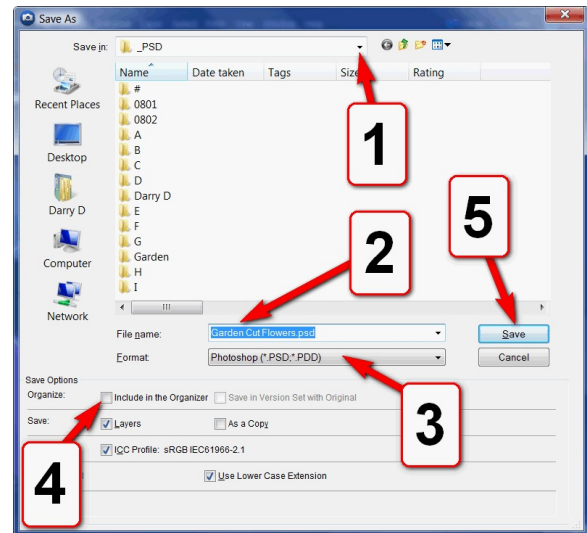 Save As
Save in: _PSD
Name Date taken Tags Size Rating
#
0801
0802
A
B
C
D
Darry D
E
F
G
Garden
H
I
Recent Places
Desktop
Darry D
Computer
Network
1
2
5
File name: Garden Cut Flowers.psd Save
Format: Photoshop (*.PSD;*.PDD) Cancel
3
Save Options
Organize: Include in the Organizer Save in Version Set with Original
Save: Layers As a Copy
4
ICC Profile: sRGB IEC61966-2.1
Use Lower Case Extension